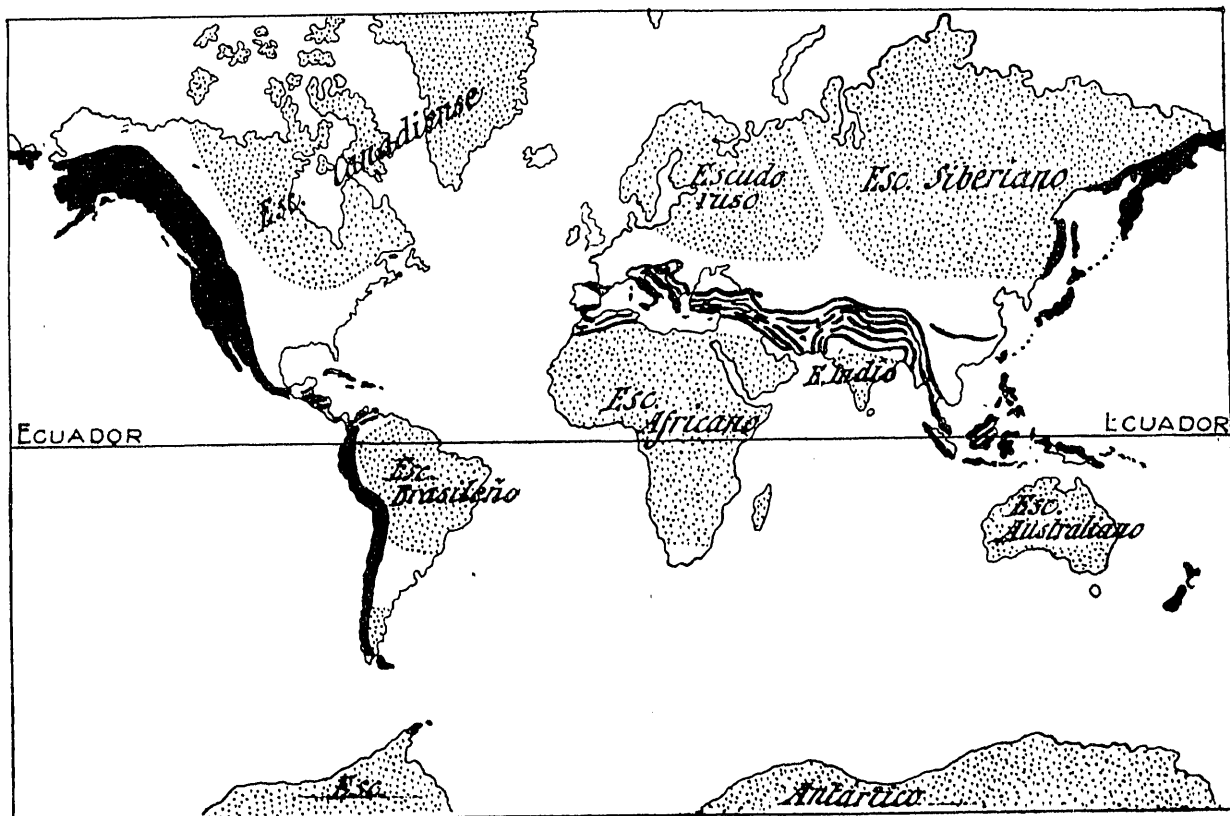 Esc. Canadiense
Escudo
ruso
Esc. Siberiano
E. Indio
Esc.
Africano
ECUADOR
ECUADOR
Esc.
Brasileño
Esc.
Australiano
Esc.
Antártico